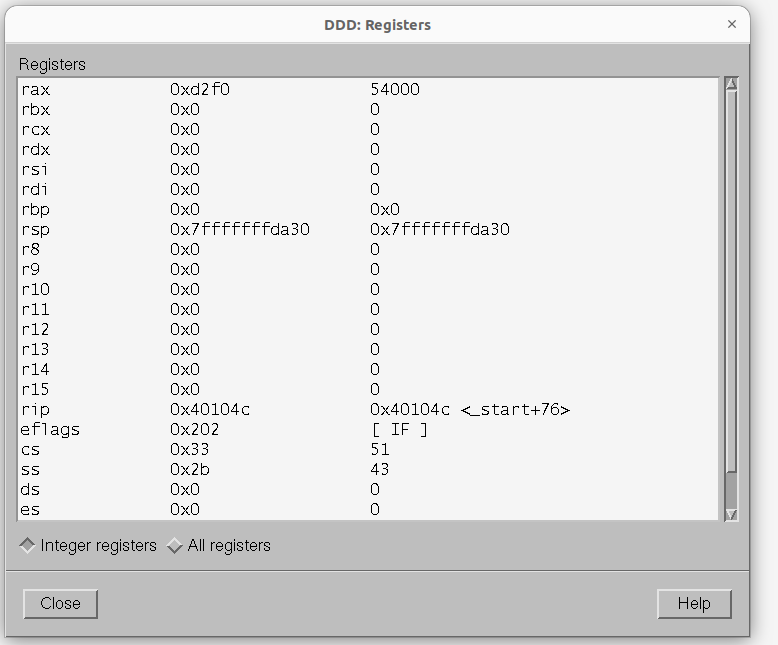 DDD: Registers ×
Registers
rax 0xd2f0 54000
rbx 0x0 0
rcx 0x0 0
rdx 0x0 0
rsi 0x0 0
rdi 0x0 0
rbp 0x0 0x0
rsp 0x7fffffffda30 0x7fffffffda30
r8 0x0 0
r9 0x0 0
r10 0x0 0
r11 0x0 0
r12 0x0 0
r13 0x0 0
r14 0x0 0
r15 0x0 0
rip 0x40104c 0x40104c <_start+76>
eflags 0x202 [ IF ]
cs 0x33 51
ss 0x2b 43
ds 0x0 0
es 0x0 0
Integer registers All registers
Close Help